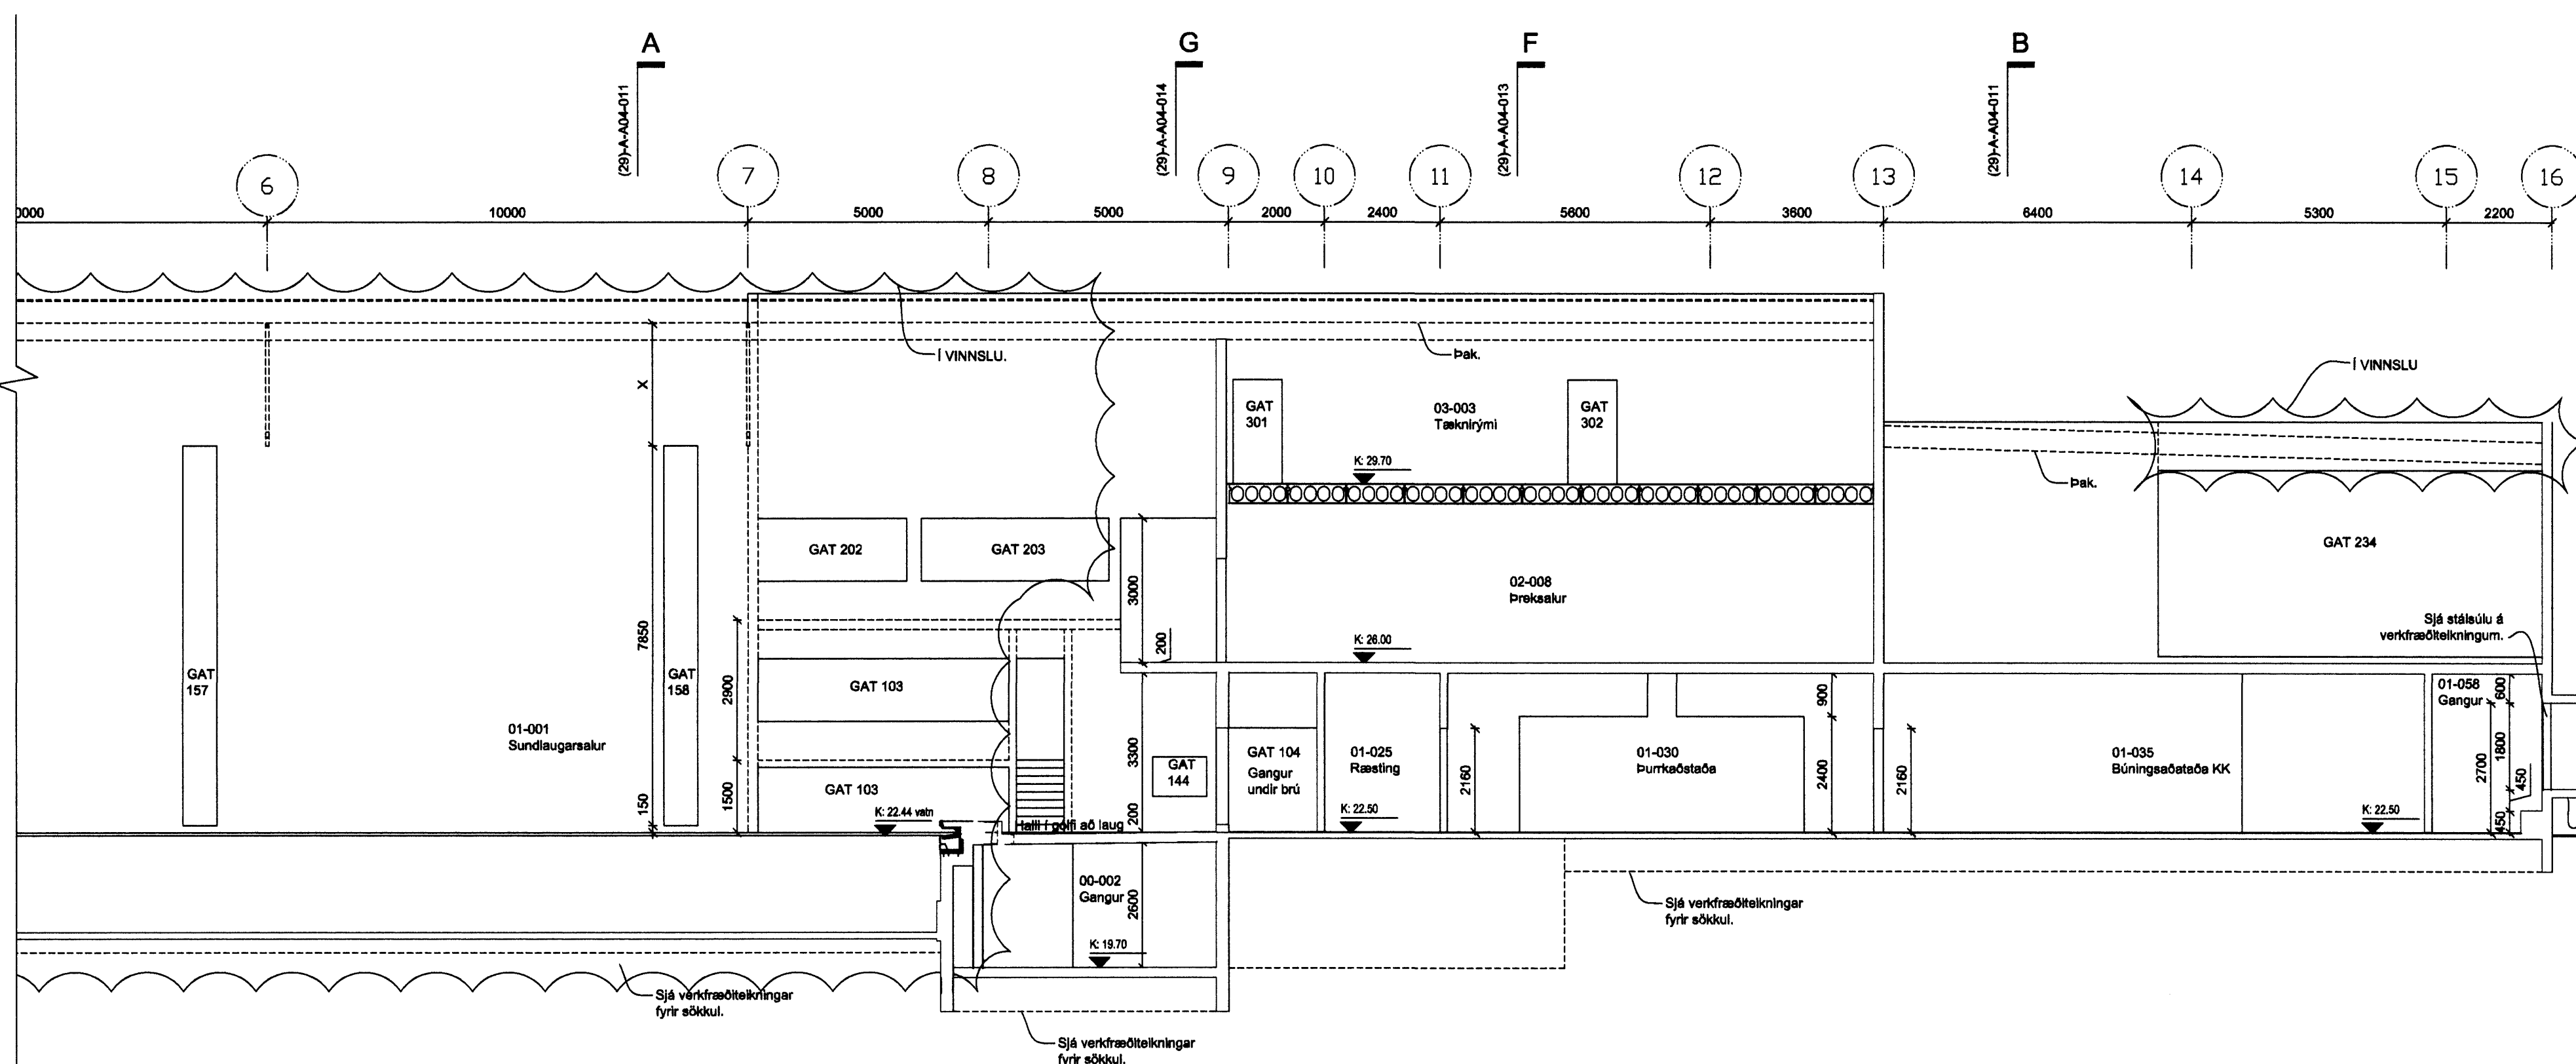 A
G
F
B
(29)-A-A04-011
(29)-A-A04-014
(29)-A-A04-013
(29)-A-A04-011
6
7
8
9
10
11
12
13
14
15
16
0000
10000
5000
5000
2000
2400
5600
3600
6400
5300
2200
Í VINNSLU.
Þak.
Í VINNSLU
X
GAT
301
03-003
Tæknirými
GAT
302
K: 29.70
Þak.
GAT 202
GAT 203
GAT 234
3000
02-008
Þreksalur
7850
200
K: 26.00
Sjá stálsúlu á
verkfræðiteikningum.
GAT
157
GAT
158
2900
GAT 103
900
01-058
Gangur
600
01-001
Sundlaugarsalur
3300
GAT
144
GAT 104
Gangur
undir brú
01-025
Ræsting
2160
01-030
Þurrkaðstaða
2400
2160
01-035
Búningsaðataða KK
2700
1800
450
150
1500
GAT 103
K: 22.44 vatn
Halli í gólfi að laug
200
K: 22.50
K: 22.50
450
00-002
Gangur
2600
K: 19.70
Sjá verkfræðiteikningar
fyrir sökkul.
Sjá verkfræðiteikningar
fyrir sökkul.
Sjá verkfræðiteikningar
fyrir sökkul.